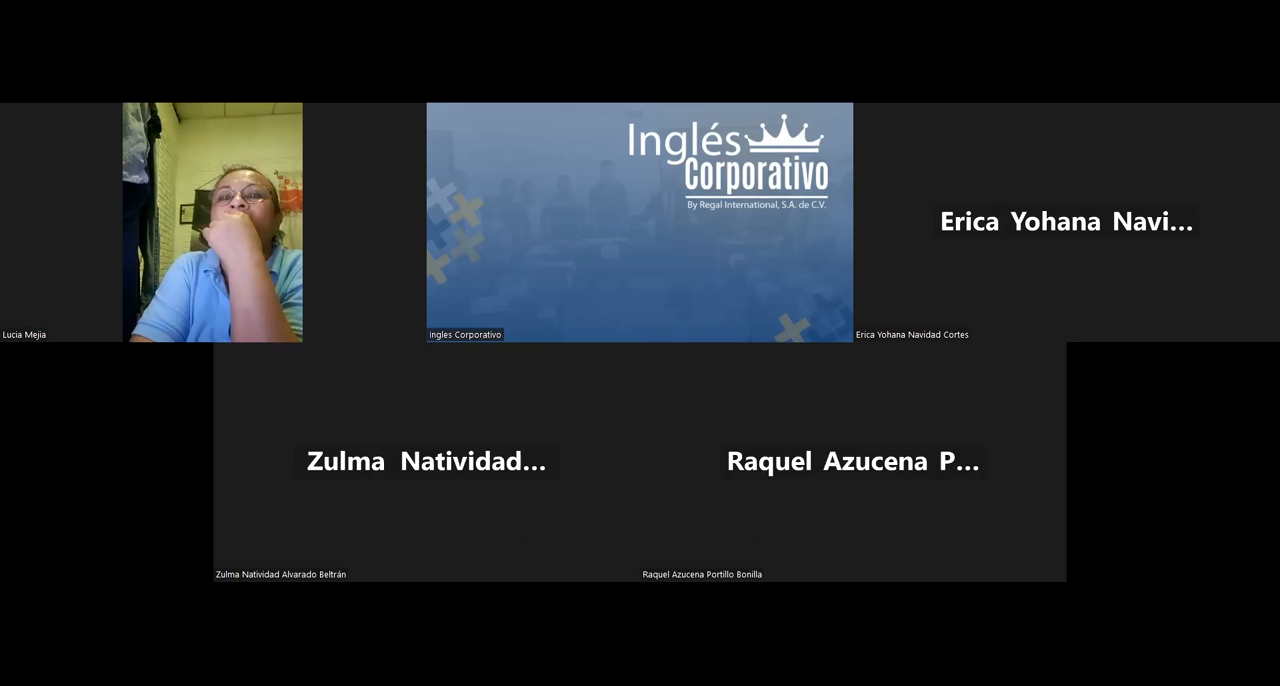 Inglés
Corporativo
By Regal International, S.A. de C.V.
Erica Yohana Navi...
Lucia Mejia
Ingles Corporativo
Erica Yohana Navidad Cortes
Zulma Natividad...
Raquel Azucena P...
Zulma Natividad Alvarado Beltrán
Raquel Azucena Portillo Bonilla